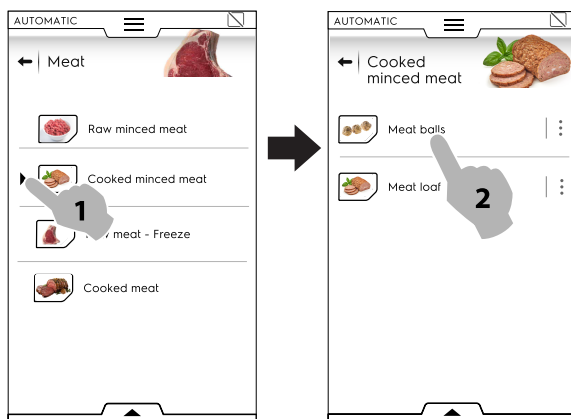 AUTOMATIC
Meat
Raw minced meat
Cooked minced meat
1
meat - Freeze
Cooked meat
AUTOMATIC
Cooked
minced meat
Meat balls
Meat loaf
2